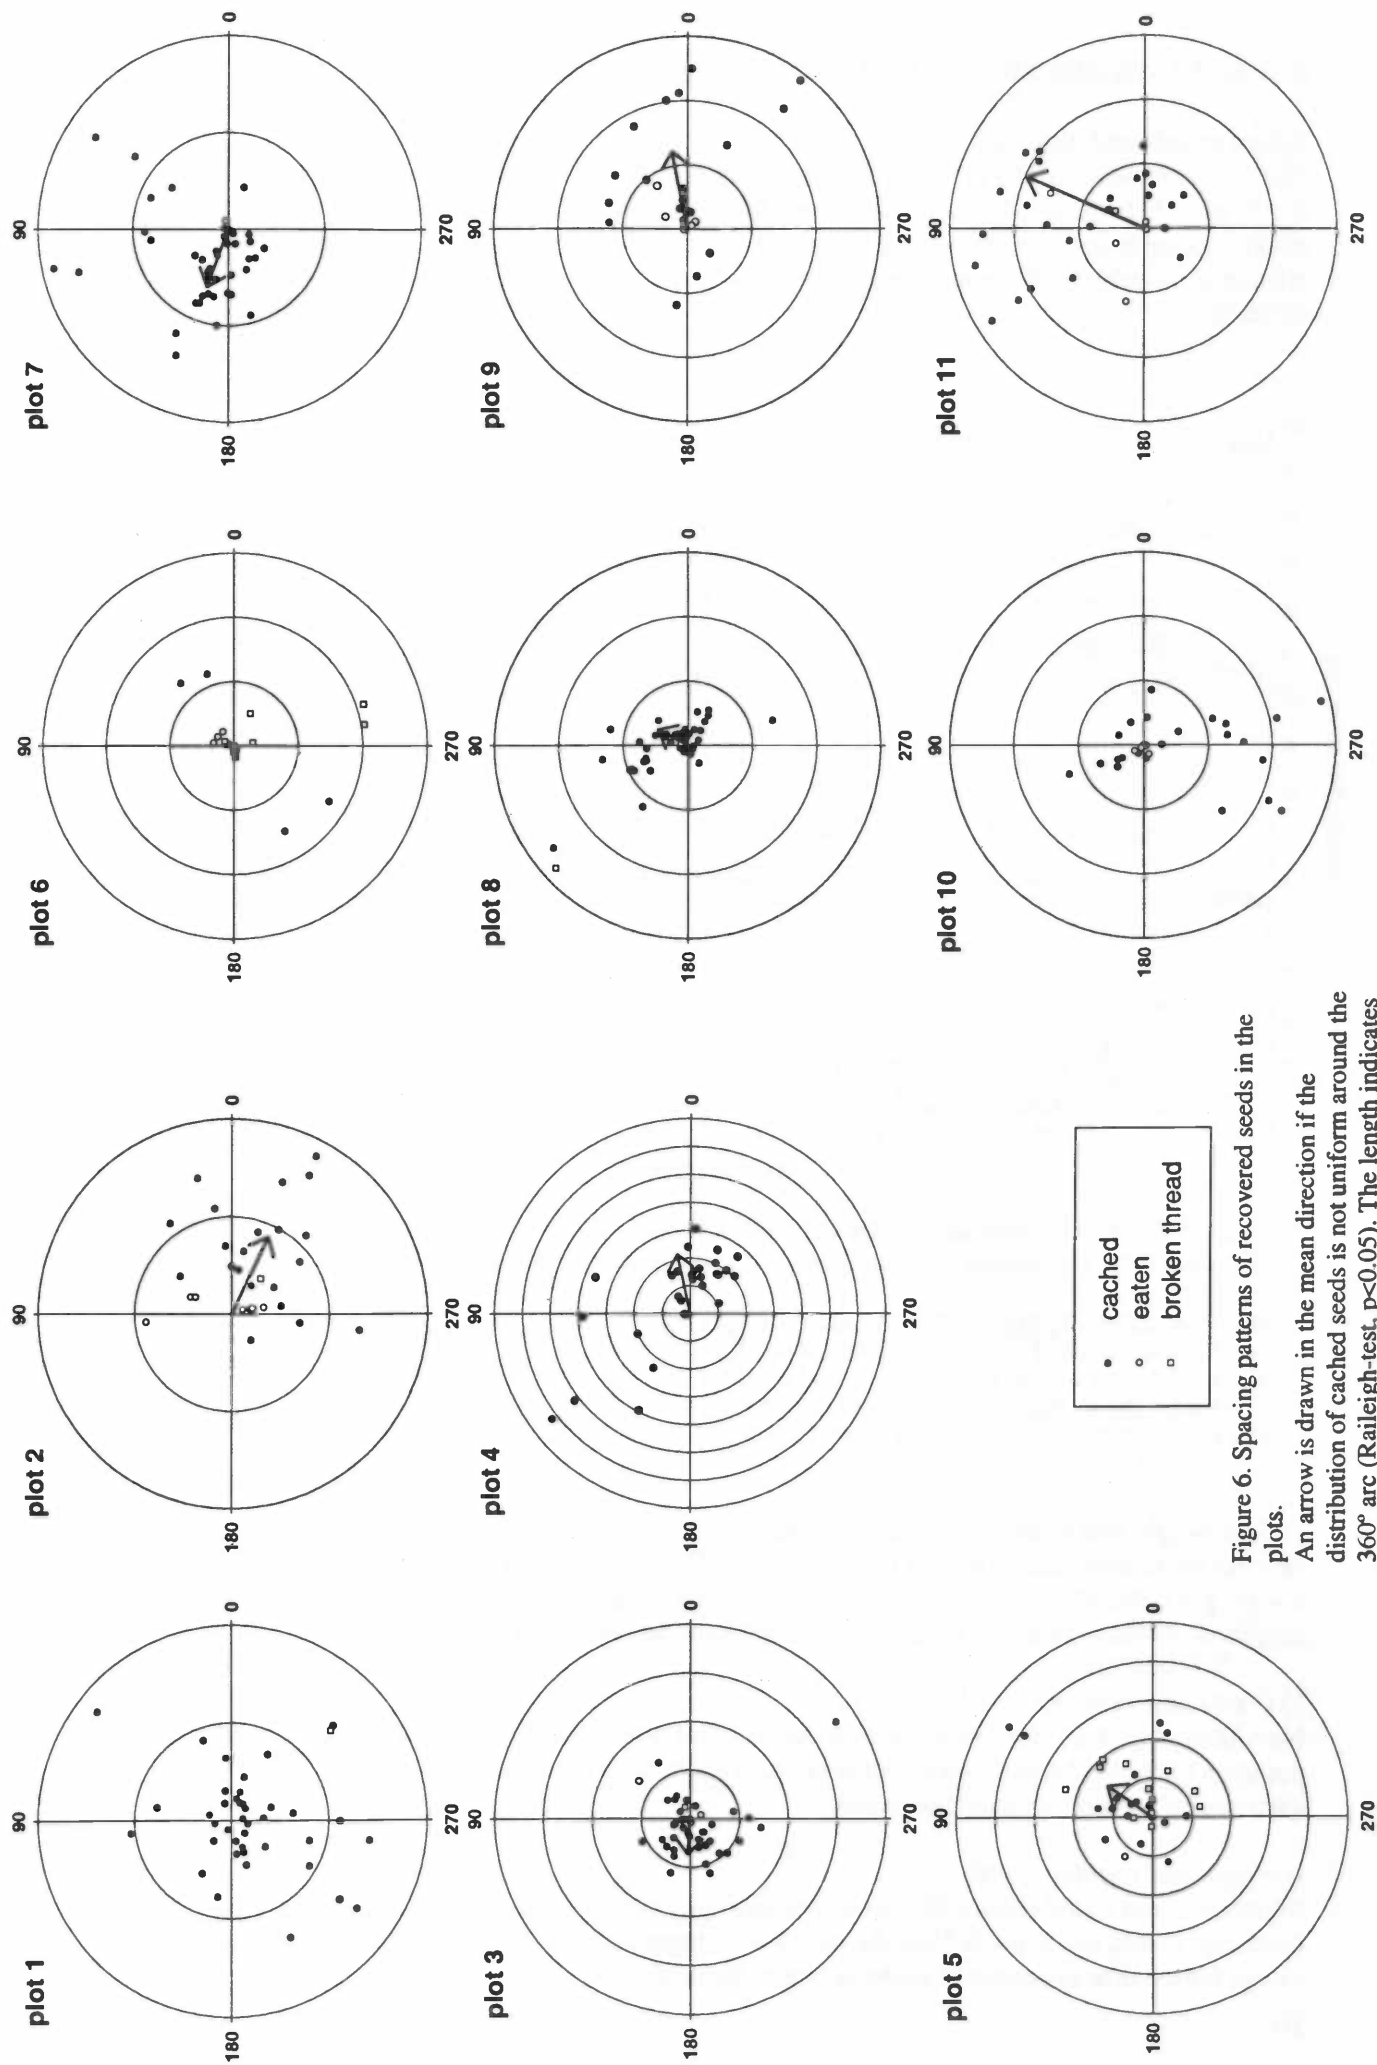 plot 1
90
180
0
270
plot 2
90
180
0
270
plot 3
90
180
0
270
plot 4
90
180
0
270
plot 5
90
180
0
270
plot 6
90
180
0
270
plot 7
90
180
0
270
plot 8
90
180
0
270
plot 9
90
180
0
270
plot 10
90
180
0
270
plot 11
90
180
0
270
cached
eaten
broken thread
Figure 6. Spacing patterns of recovered seeds in the
plots.
An arrow is drawn in the mean direction if the
distribution of cached seeds is not uniform around the
360° arc (Raileigh-test, p<0.05). The length indicates